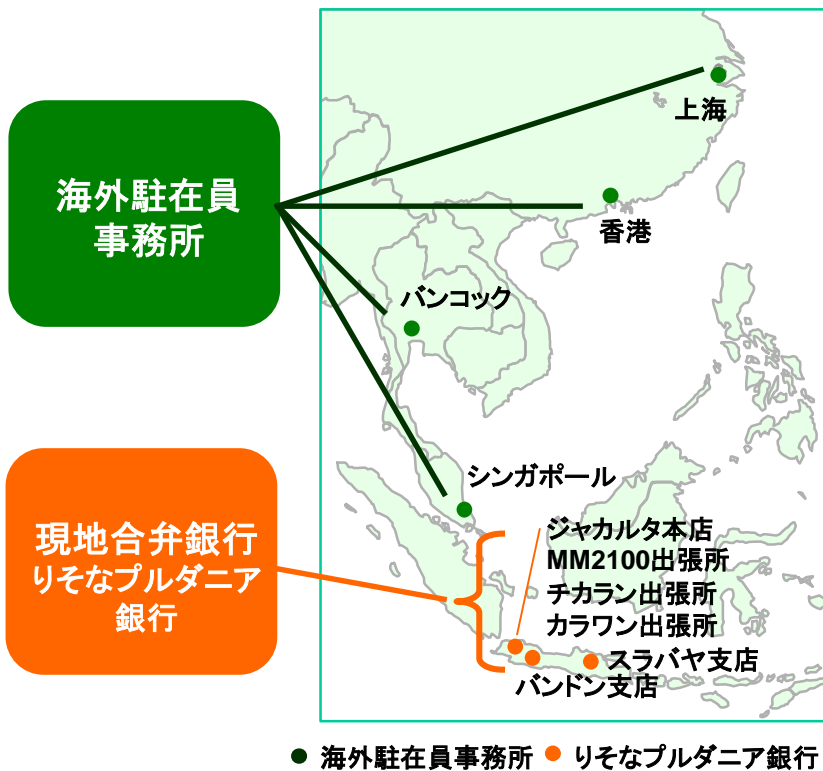 海外駐在員
事務所
上海
香港
バンコック
シンガポール
現地合弁銀行
りそなプルダニア
銀行
ジャカルタ本店
MM2100出張所
チカラン出張所
カラワン出張所
スラバヤ支店
バンドン支店
海外駐在員事務所
りそなプルダニア銀行